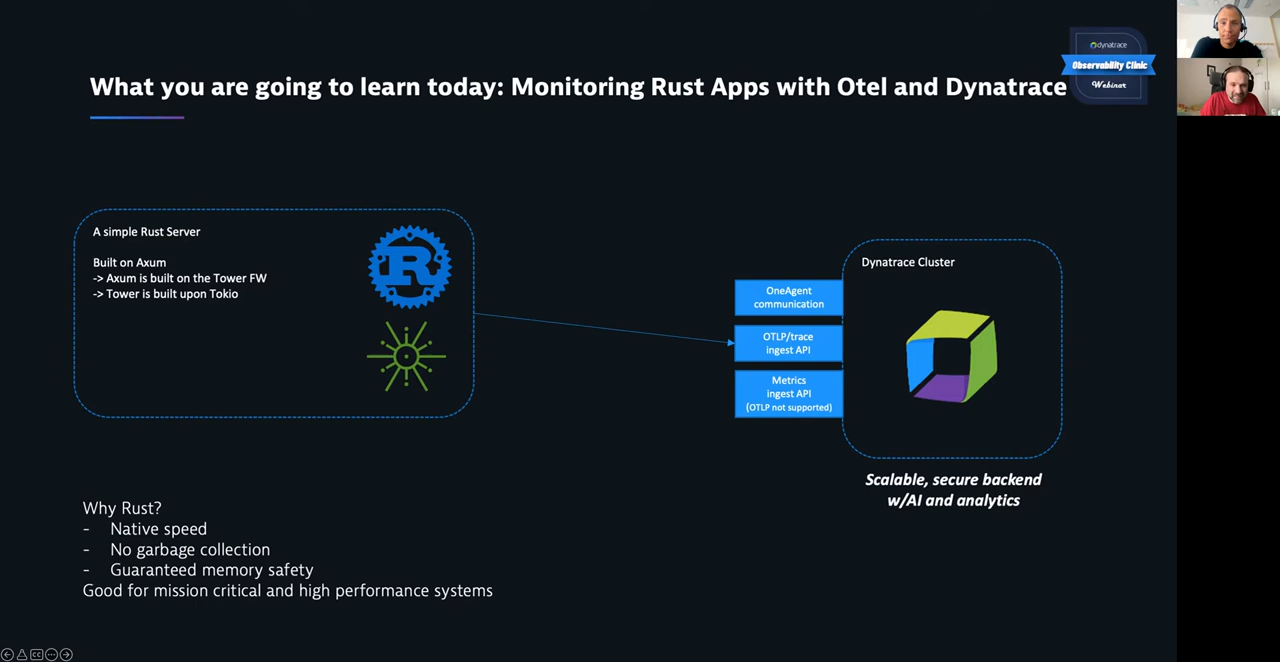 What you are going to learn today: Monitoring Rust Apps with Otel and Dynatrace
dynatrace
Observability Clinic
Webinar
A simple Rust Server
Built on Axum
-> Axum is built on the Tower FW
-> Tower is built upon Tokio
R
OneAgent
communication
OTLP/trace
ingest API
Metrics
ingest API
(OTLP not supported)
Dynatrace Cluster
Scalable, secure backend
w/AI and analytics
Why Rust?
- Native speed
- No garbage collection
- Guaranteed memory safety
Good for mission critical and high performance systems
CC